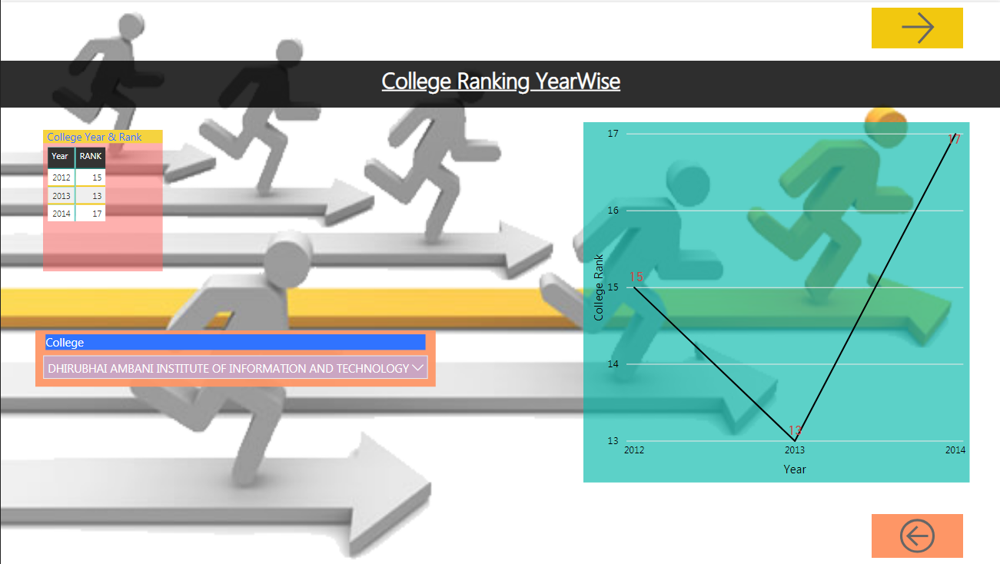 College Ranking YearWise
College Year & Rank
Year RANK
2012 15
2013 13
2014 17
College
DHIRUBHAI AMBANI INSTITUTE OF INFORMATION AND TECHNOLOGY
17
16
15
14
13
College Rank
15
13
17
2012 2013 2014
Year